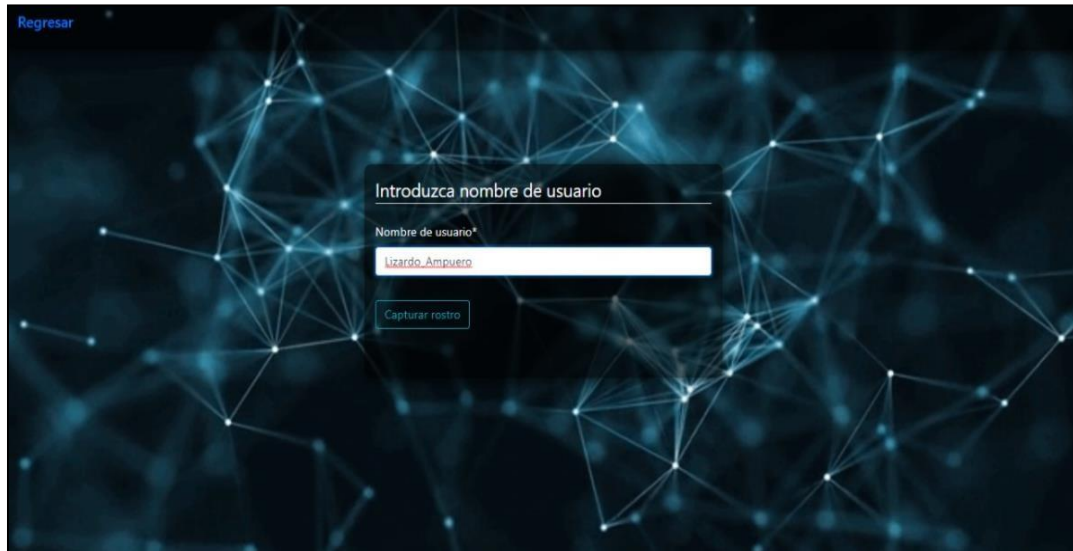 Regresar
Introduzca nombre de usuario
Nombre de usuario*
Lizardo_Ampuero
Capturar rostro